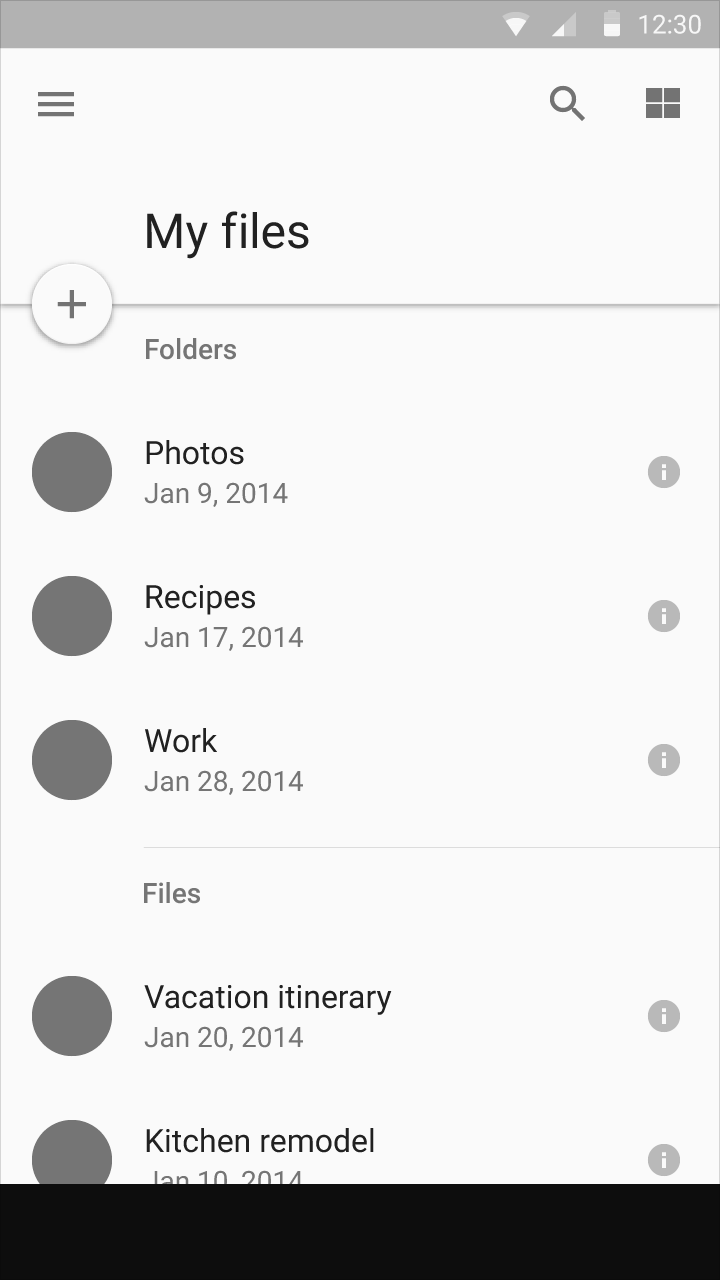 12:30
My files
Folders
Photos
Jan 9, 2014
Recipes
Jan 17, 2014
Work
Jan 28, 2014
Files
Vacation itinerary
Jan 20, 2014
Kitchen remodel
Jan 10, 2014